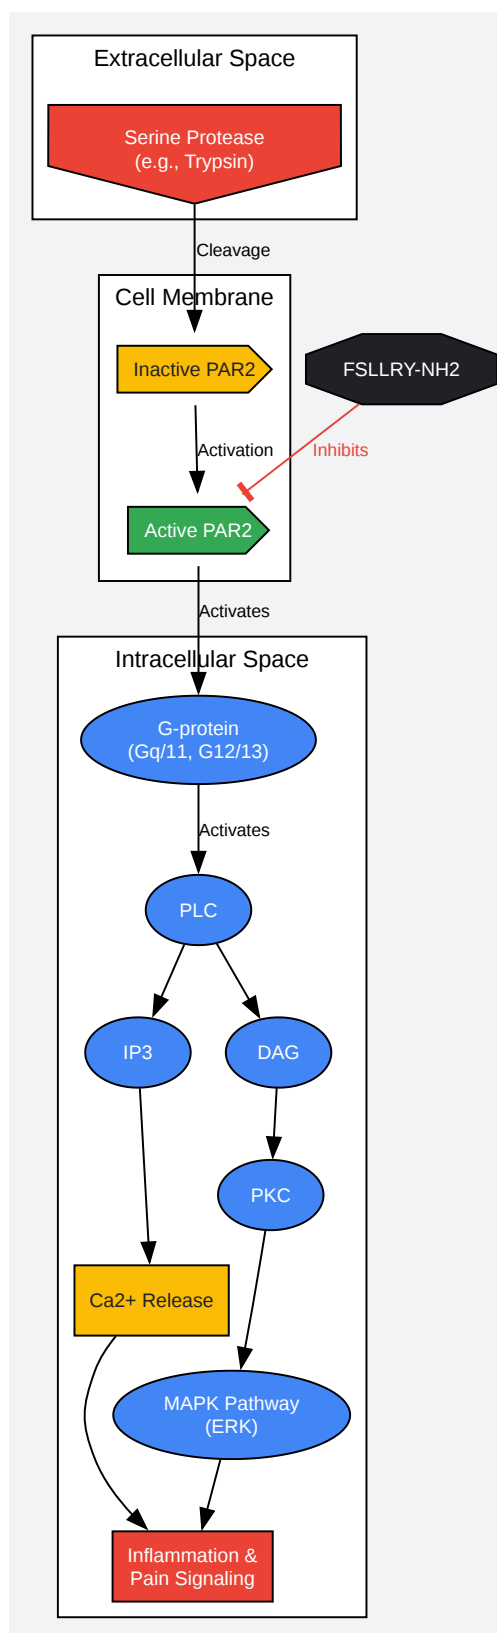 Extracellular Space
Serine Protease
(e.g., Trypsin)
Cleavage
Cell Membrane
Inactive PAR2
FSLLRY-NH2
Activation
Inhibits
Active PAR2
Activates
Intracellular Space
G-protein
(Gq/11, G12/13)
Activates
PLC
IP3
DAG
PKC
Ca2+ Release
MAPK Pathway
(ERK)
Inflammation &
Pain Signaling